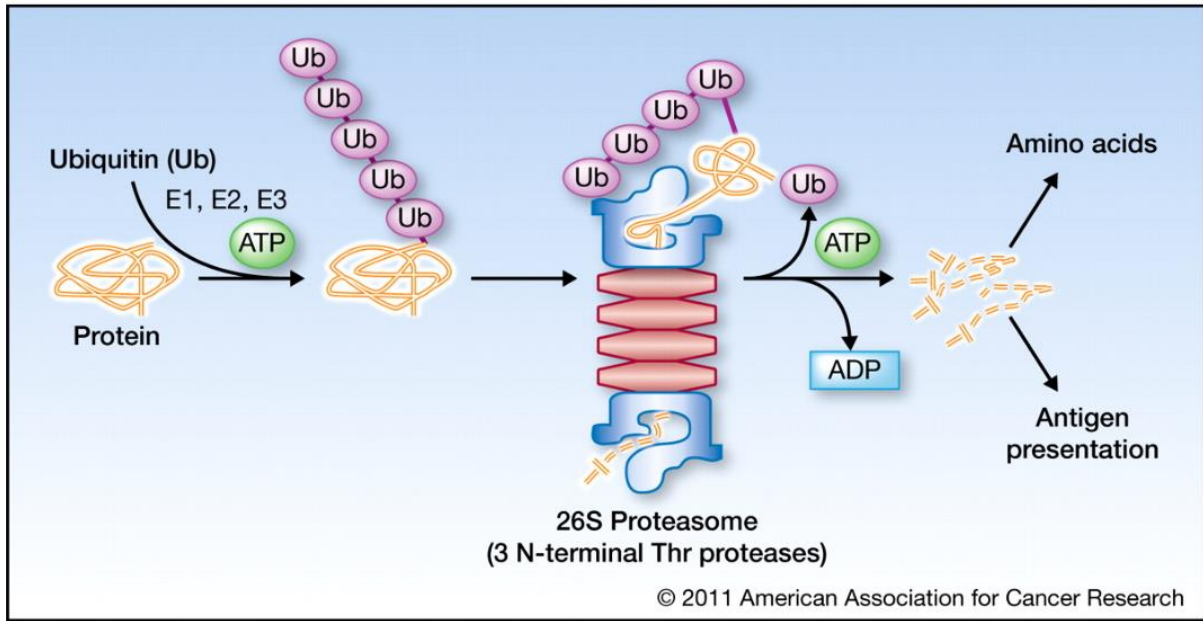 Ubiquitin (Ub)
E1, E2, E3
ATP
Protein
Ub
Ub
Ub
Ub
Ub
Ub
Ub
Ub
Ub
Ub
ATP
ADP
26S Proteasome
(3 N-terminal Thr proteases)
Amino acids
Antigen
presentation
© 2011 American Association for Cancer Research